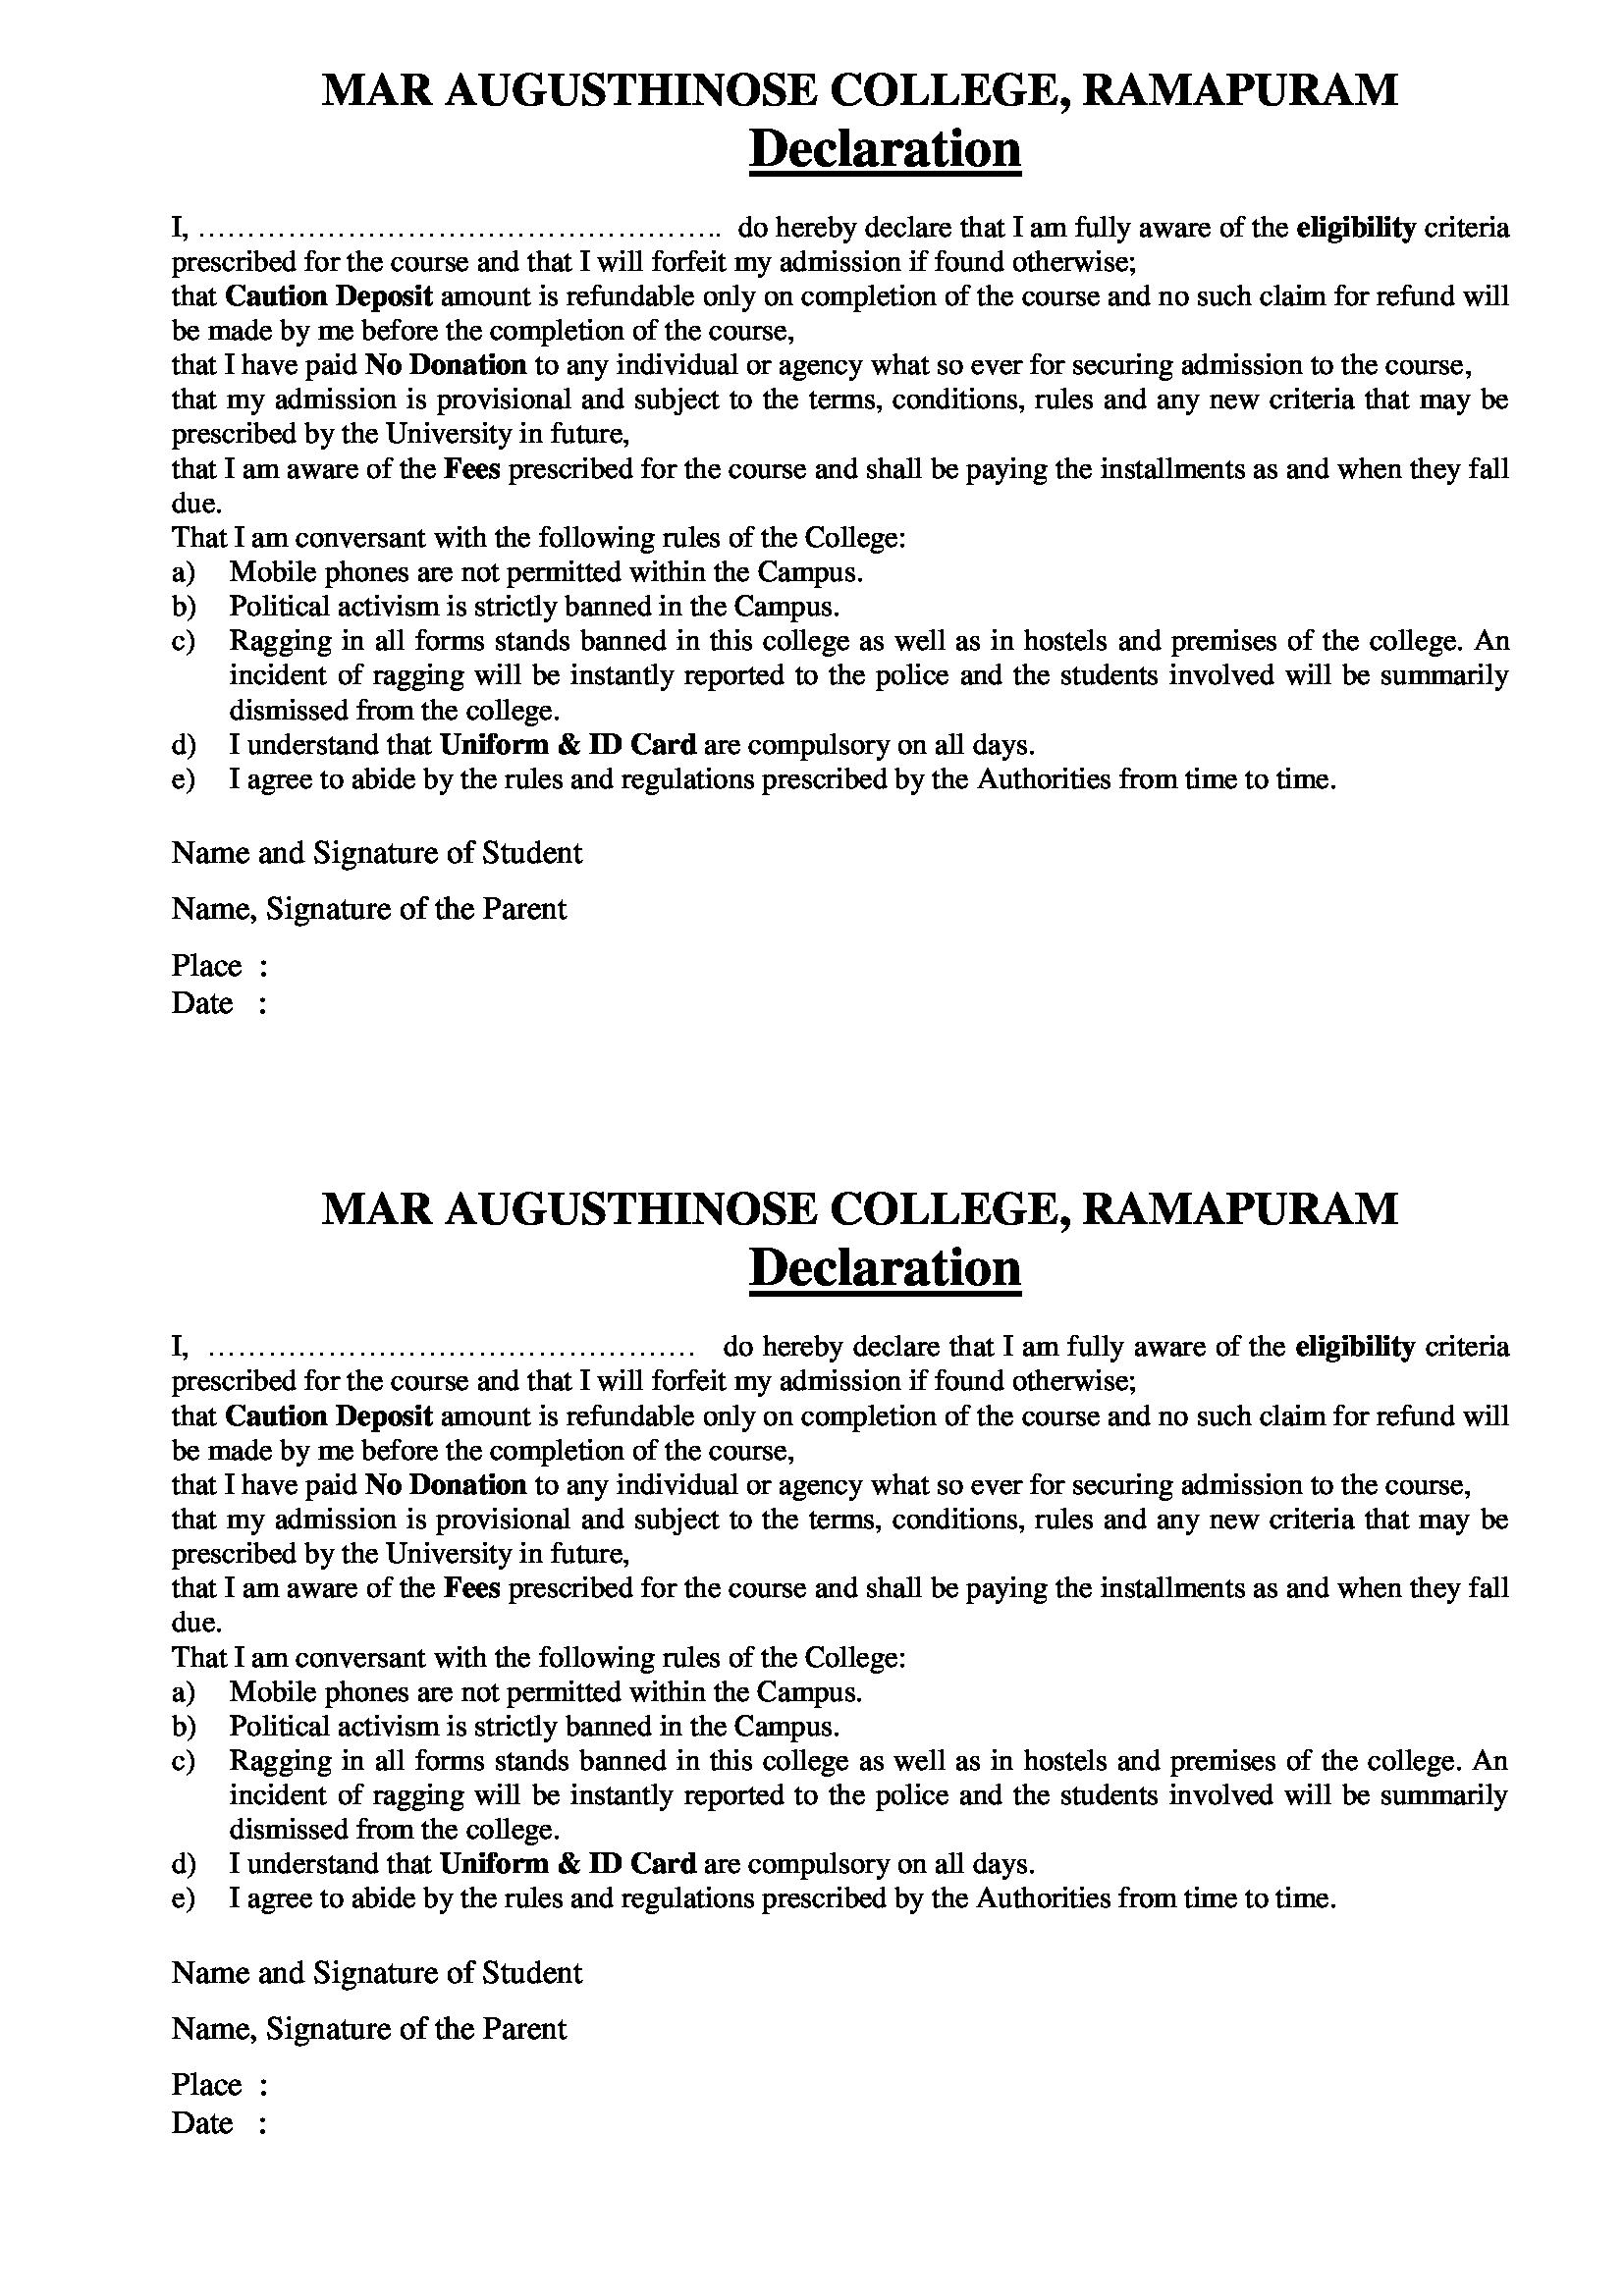 MAR AUGUSTHINOSE COLLEGE, RAMAPURAM
Declaration
I, ……………………………………………. do hereby declare that I am fully aware of the eligibility criteria
prescribed for the course and that I will forfeit my admission if found otherwise;
that Caution Deposit amount is refundable only on completion of the course and no such claim for refund will
be made by me before the completion of the course,
that I have paid No Donation to any individual or agency what so ever for securing admission to the course,
that my admission is provisional and subject to the terms, conditions, rules and any new criteria that may be
prescribed by the University in future,
that I am aware of the Fees prescribed for the course and shall be paying the installments as and when they fall
due.
That I am conversant with the following rules of the College:
a) Mobile phones are not permitted within the Campus.
b) Political activism is strictly banned in the Campus.
c) Ragging in all forms stands banned in this college as well as in hostels and premises of the college. An
incident of ragging will be instantly reported to the police and the students involved will be summarily
dismissed from the college.
d) I understand that Uniform & ID Card are compulsory on all days.
e) I agree to abide by the rules and regulations prescribed by the Authorities from time to time.
Name and Signature of Student
Name, Signature of the Parent
Place :
Date :
MAR AUGUSTHINOSE COLLEGE, RAMAPURAM
Declaration
I, ………………………………………… do hereby declare that I am fully aware of the eligibility criteria
prescribed for the course and that I will forfeit my admission if found otherwise;
that Caution Deposit amount is refundable only on completion of the course and no such claim for refund will
be made by me before the completion of the course,
that I have paid No Donation to any individual or agency what so ever for securing admission to the course,
that my admission is provisional and subject to the terms, conditions, rules and any new criteria that may be
prescribed by the University in future,
that I am aware of the Fees prescribed for the course and shall be paying the installments as and when they fall
due.
That I am conversant with the following rules of the College:
a) Mobile phones are not permitted within the Campus.
b) Political activism is strictly banned in the Campus.
c) Ragging in all forms stands banned in this college as well as in hostels and premises of the college. An
incident of ragging will be instantly reported to the police and the students involved will be summarily
dismissed from the college.
d) I understand that Uniform & ID Card are compulsory on all days.
e) I agree to abide by the rules and regulations prescribed by the Authorities from time to time.
Name and Signature of Student
Name, Signature of the Parent
Place :
Date :